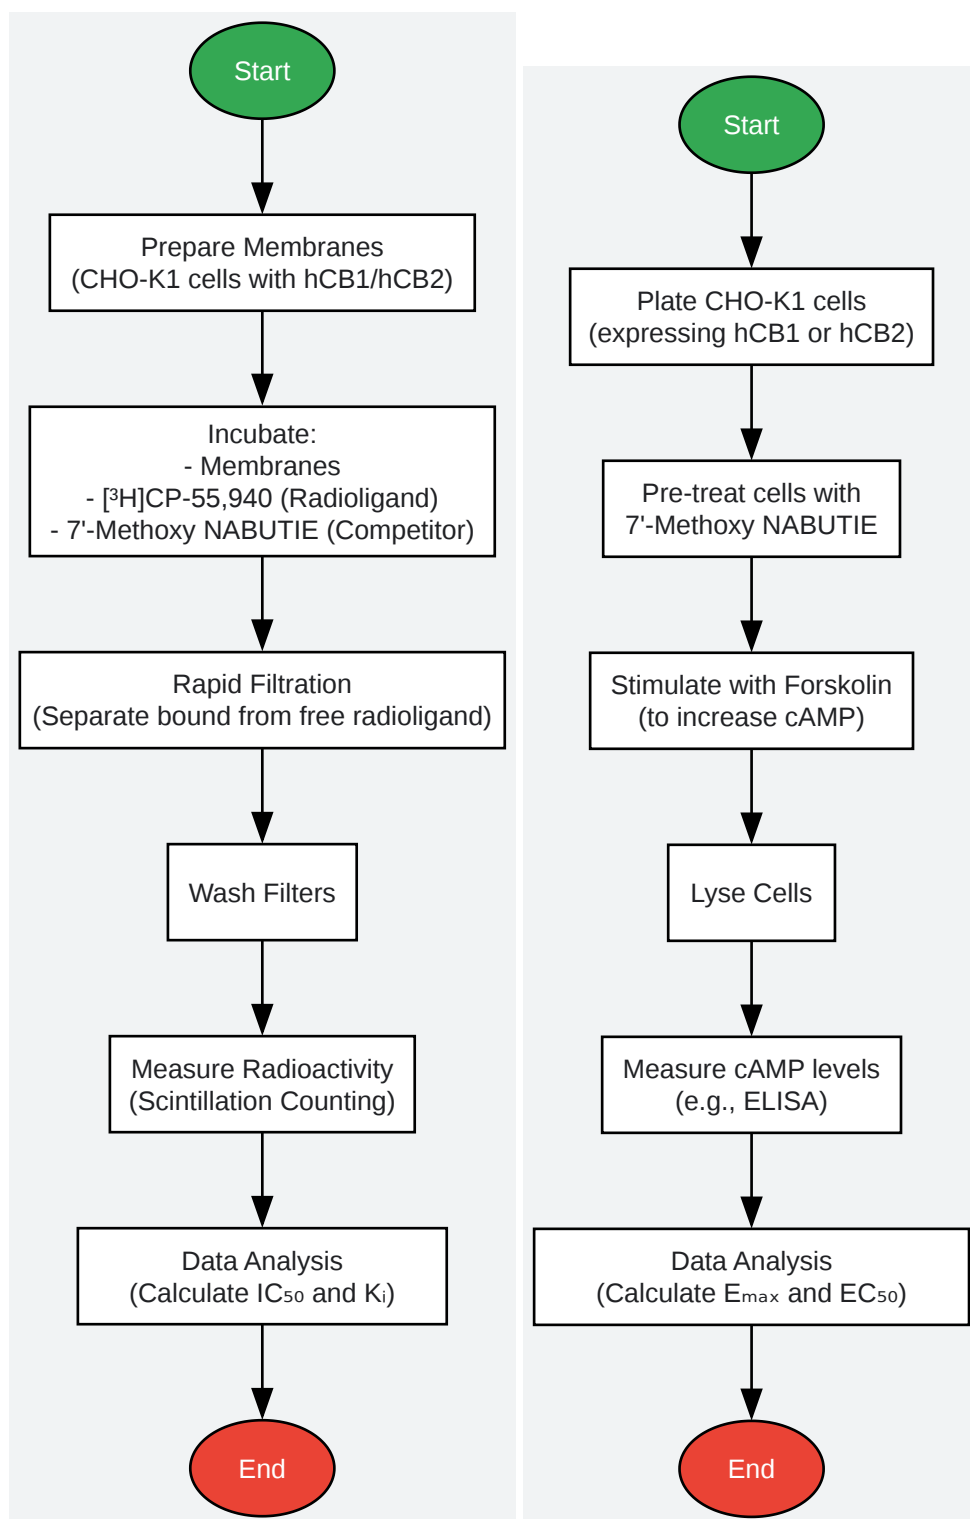 Start
Prepare Membranes
(CHO-K1 cells with hCB1/hCB2)
Incubate:
- Membranes
- [³H]CP-55,940 (Radioligand)
- 7'-Methoxy NABUTIE (Competitor)
Rapid Filtration
(Separate bound from free radioligand)
Wash Filters
Measure Radioactivity
(Scintillation Counting)
Data Analysis
(Calculate IC₅₀ and Kᵢ)
End
Start
Plate CHO-K1 cells
(expressing hCB1 or hCB2)
Pre-treat cells with
7'-Methoxy NABUTIE
Stimulate with Forskolin
(to increase cAMP)
Lyse Cells
Measure cAMP levels
(e.g., ELISA)
Data Analysis
(Calculate Eₘₐₓ and EC₅₀)
End